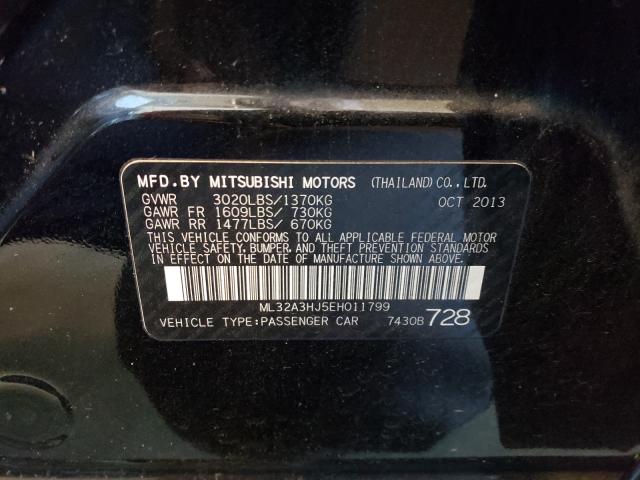 MFD.BY MITSUBISHI MOTORS (THAILAND)CO.,LTD.
GVWR 3020LBS/1370KG OCT 2013
GAWR FR 1609LBS/ 730KG
GAWR RR 1477LBS/ 670KG
THIS VEHICLE CONFORMS TO ALL APPLICABLE FEDERAL MOTOR
VEHICLE SAFETY,BUMPER,AND THEFT PREVENTION STANDARDS
IN EFFECT ON THE DATE OF MANUFACTURE SHOWN ABOVE.
ML32A3HJ5EH011799
VEHICLE TYPE:PASSENGER CAR 7430B 728